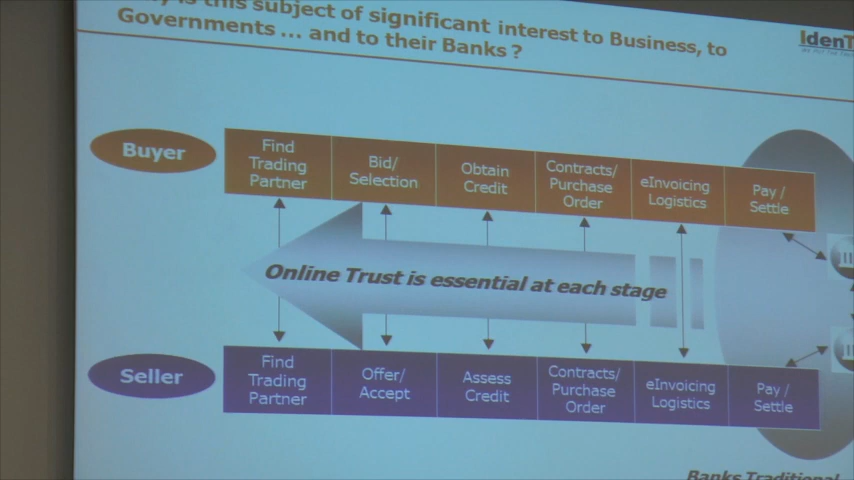 is this subject of significant interest to Business, to
Governments ... and to their Banks ?
IdenT
Buyer
Find
Trading
Partner
Bid/
Selection
Obtain
Credit
Contracts/
Purchase
Order
eInvoicing
Logistics
Pay /
Settle
Online Trust is essential at each stage
Seller
Find
Trading
Partner
Offer/
Accept
Assess
Credit
Contracts/
Purchase
Order
eInvoicing
Logistics
Pay /
Settle
Banks Traditional